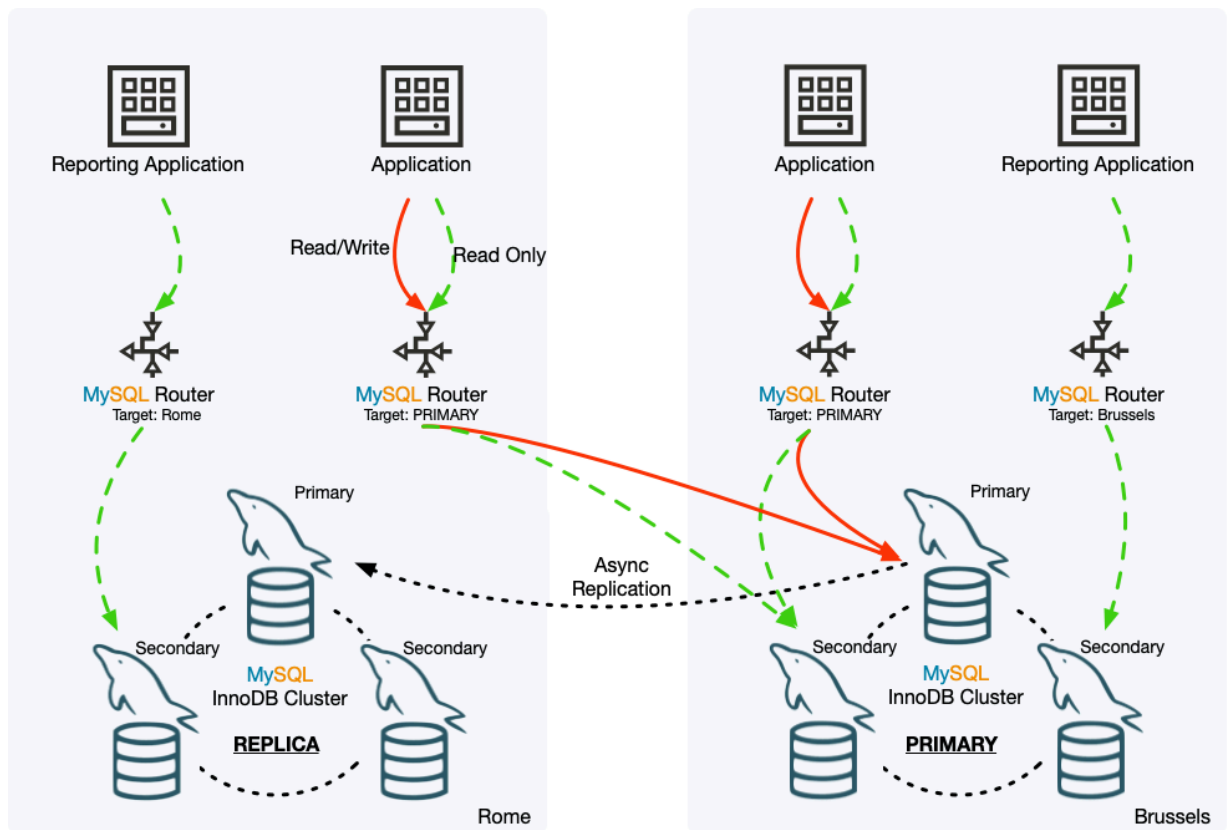 Reporting Application
Application
Application
Reporting Application
Read/Write
Read Only
MySQL Router
Target: Rome
MySQL Router
Target: PRIMARY
MySQL Router
Target: PRIMARY
MySQL Router
Target: Brussels
Primary
Primary
Async
Replication
Secondary
Secondary
MySQL
InnoDB Cluster
REPLICA
Secondary
Secondary
MySQL
InnoDB Cluster
PRIMARY
Rome
Brussels